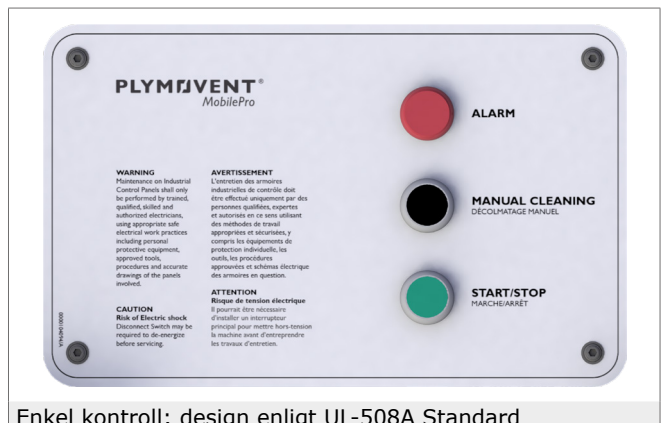 PLYMOVENT®
MobilePro
WARNING
Maintenance on Industrial
Control Panels shall only
be performed by trained,
qualified, skilled and
authorized electricians,
using appropriate safe
electrical work practices
including personal
protective equipment,
approved tools,
procedures and accurate
drawings of the panels
involved.
CAUTION
Risk of Electric shock
Disconnect Switch may be
required to de-energize
before servicing.
AVERTISSEMENT
L'entretien des armoires
industrielles de contrôle doit
être effectué uniquement par des
personnes qualifiées, expertes
et autorisés en ce sens utilisant
des méthodes de travail
appropriées et sécurisées, y
compris les équipements de
protection individuelle, les
outils, les procédures
approuvées et schémas électrique
des armoires en question.
ATTENTION
Risque de tension électrique
Il pourrait être nécessaire
d'installer un interrupteur
principal pour mettre hors-tension
la machine avant d'entreprendre
les travaux d'entretien.
ALARM
MANUAL CLEANING
DÉCOLMATAGE MANUEL
START/STOP
MARCHE/ARRÊT
Enkel kontroll: design enligt UL-508A Standard